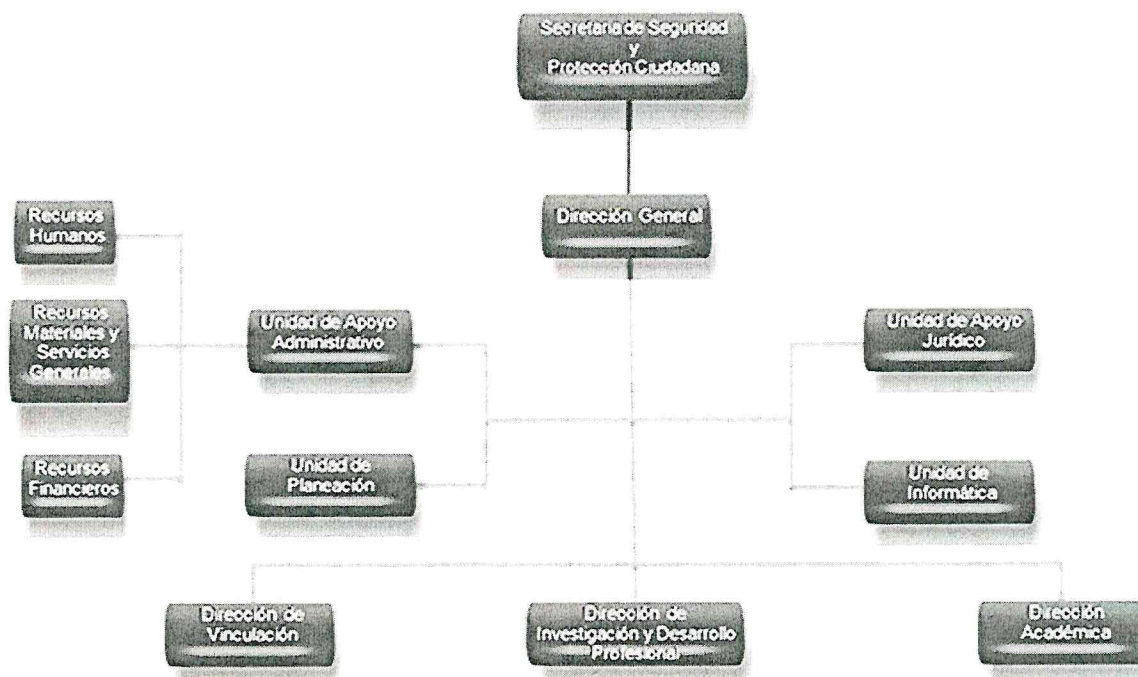 Secretaria de Seguridad
y
Protección Ciudadana
Dirección General
Recursos
Humanos
Recursos
Materiales y
Servicios
Generales
Recursos
Financieros
Unidad de Apoyo
Administrativo
Unidad de
Planeación
Unidad de Apoyo
Jurídico
Unidad de
Informática
Dirección de
Vinculación
Dirección de
Investigación y Desarrollo
Profesional
Dirección
Académica